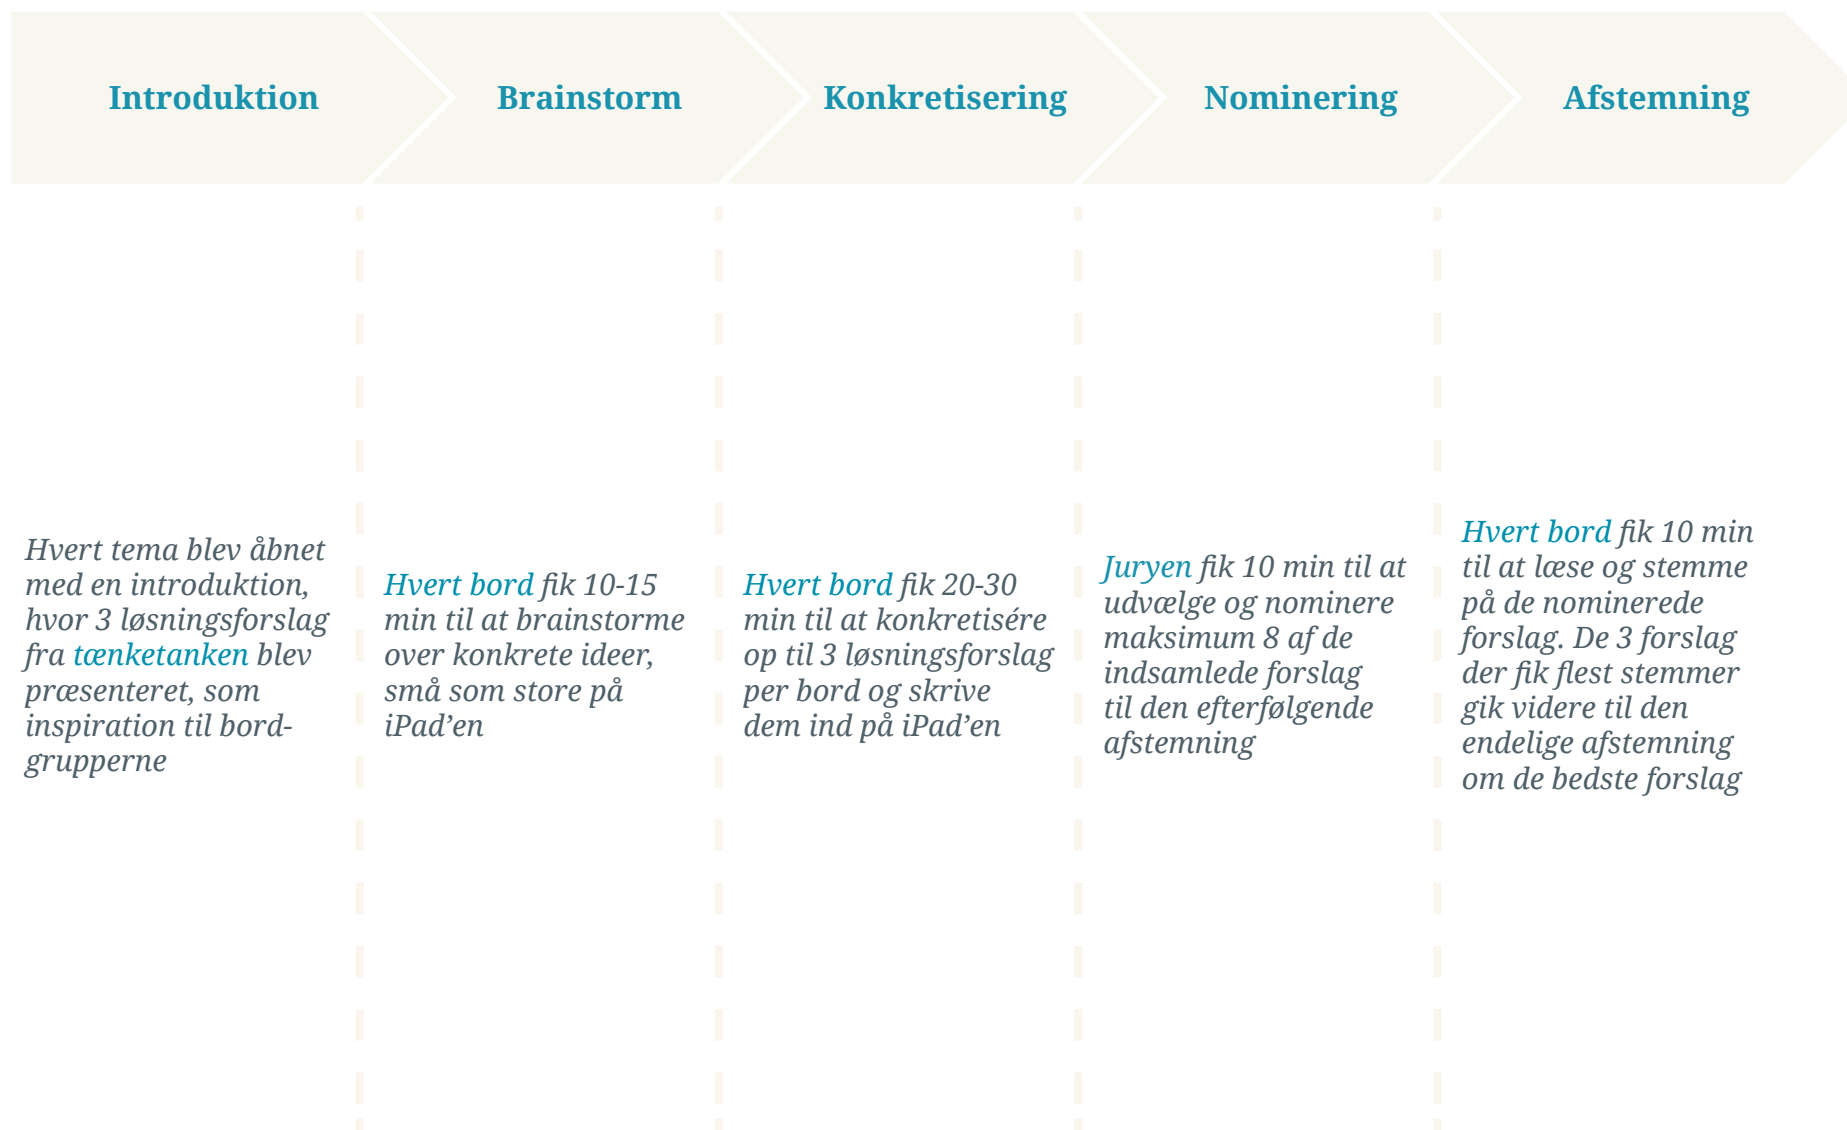 Introduktion
Brainstorm
Konkretisering
Nominering
Afstemning
Hvert tema blev åbnet
med en introduktion,
hvor 3 løsningsforslag
fra tænketanken blev
præsenteret, som
inspiration til bord-
grupperne
Hvert bord fik 10-15
min til at brainstorme
over konkrete ideer,
små som store på
iPad’en
Hvert bord fik 20-30
min til at konkretisére
op til 3 løsningsforslag
per bord og skrive
dem ind på iPad’en
Juryen fik 10 min til at
udvælge og nominere
maksimum 8 af de
indsamlede forslag
til den efterfølgende
afstemning
Hvert bord fik 10 min
til at læse og stemme
på de nominerede
forslag. De 3 forslag
der fik flest stemmer
gik videre til den
endelige afstemning
om de bedste forslag